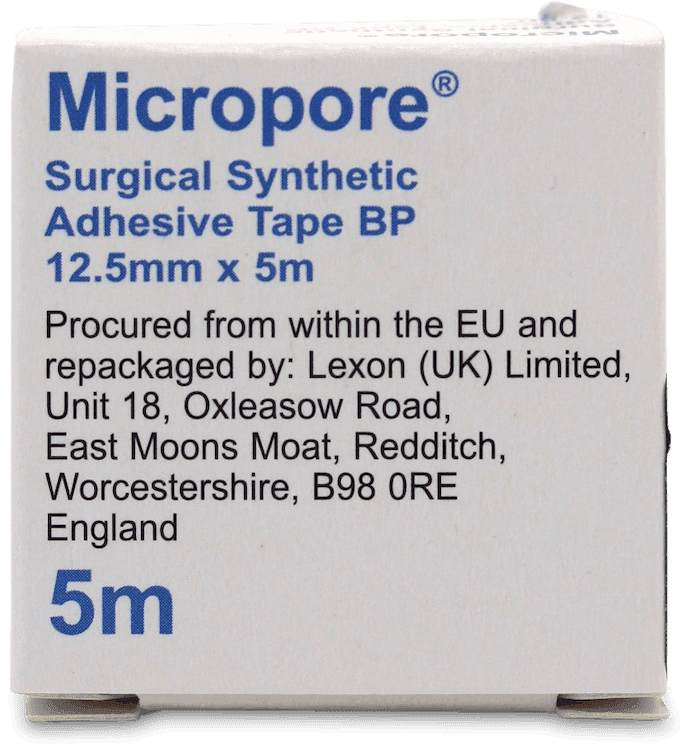 Micropore®
Surgical Synthetic
Adhesive Tape BP
12.5mm x 5m
Procured from within the EU and
repackaged by: Lexon (UK) Limited,
Unit 18, Oxleasow Road,
East Moons Moat, Redditch,
Worcestershire, B98 0RE
England
5m